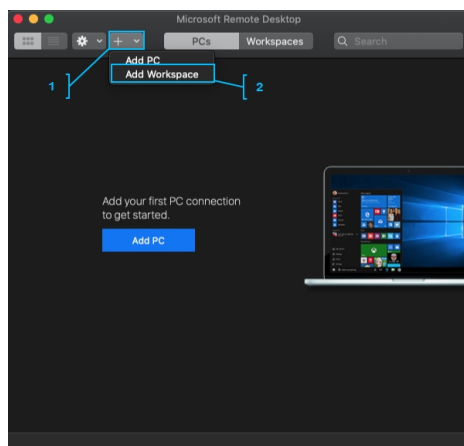 Microsoft Remote Desktop
PCs
Workspaces
Search
Add PC
Add Workspace
1
2
Add your first PC connection
to get started.
Add PC